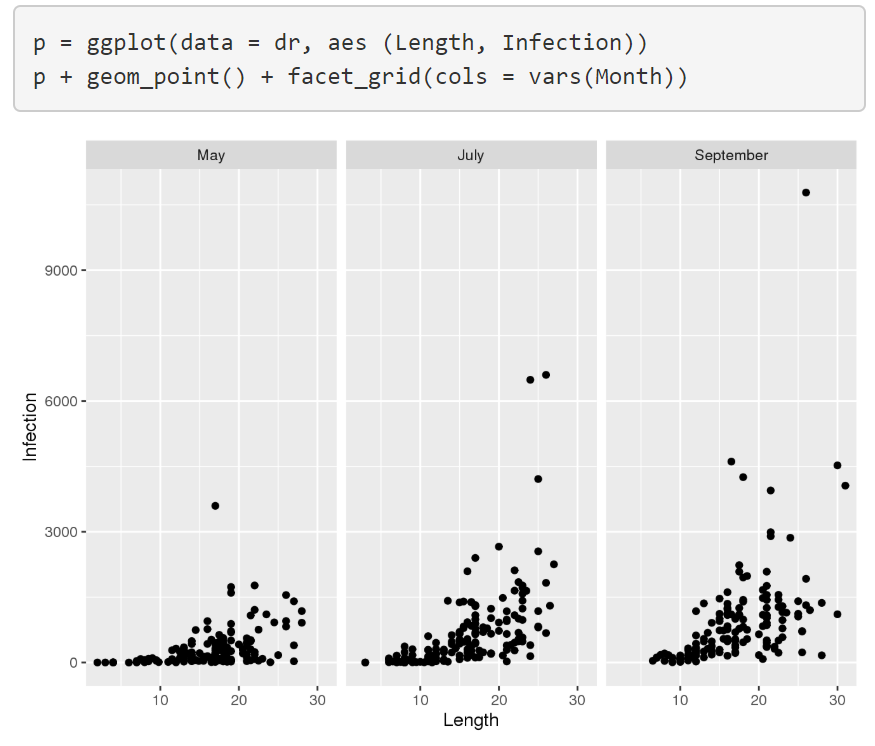 p = ggplot(data = dr, aes (Length, Infection))
p + geom_point() + facet_grid(cols = vars(Month))
May July September
9000
6000
3000
0
Infection
10 20 30 10 20 30 10 20 30
Length